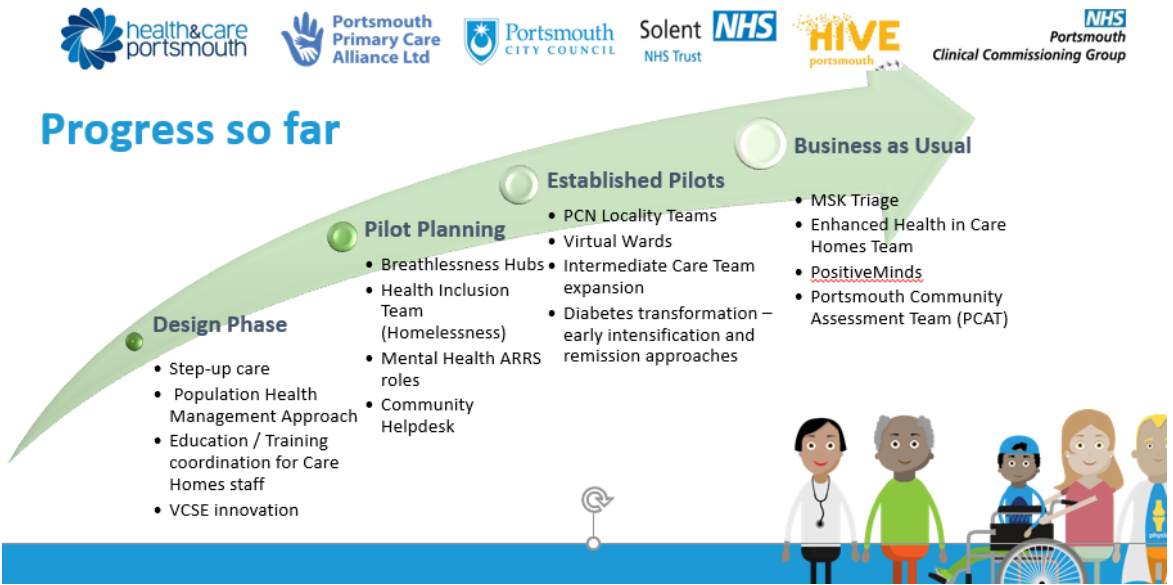 health&care
portsmouth
Portsmouth
Primary Care
Alliance Ltd
Portsmouth
CITY COUNCIL
Solent NHS
NHS Trust
HIVE
portsmouth
NHS
Portsmouth
Clinical Commissioning Group
Progress so far
Design Phase
• Step-up care
• Population Health
Management Approach
• Education / Training
coordination for Care
Homes staff
• VCSE innovation
Pilot Planning
• Breathlessness Hubs
• Health Inclusion
Team
(Homelessness)
• Mental Health ARRS
roles
• Community
Helpdesk
Established Pilots
• PCN Locality Teams
• Virtual Wards
• Intermediate Care Team
expansion
• Diabetes transformation –
early intensification and
remission approaches
Business as Usual
• MSK Triage
• Enhanced Health in Care
Homes Team
• PositiveMinds
• Portsmouth Community
Assessment Team (PCAT)
physio